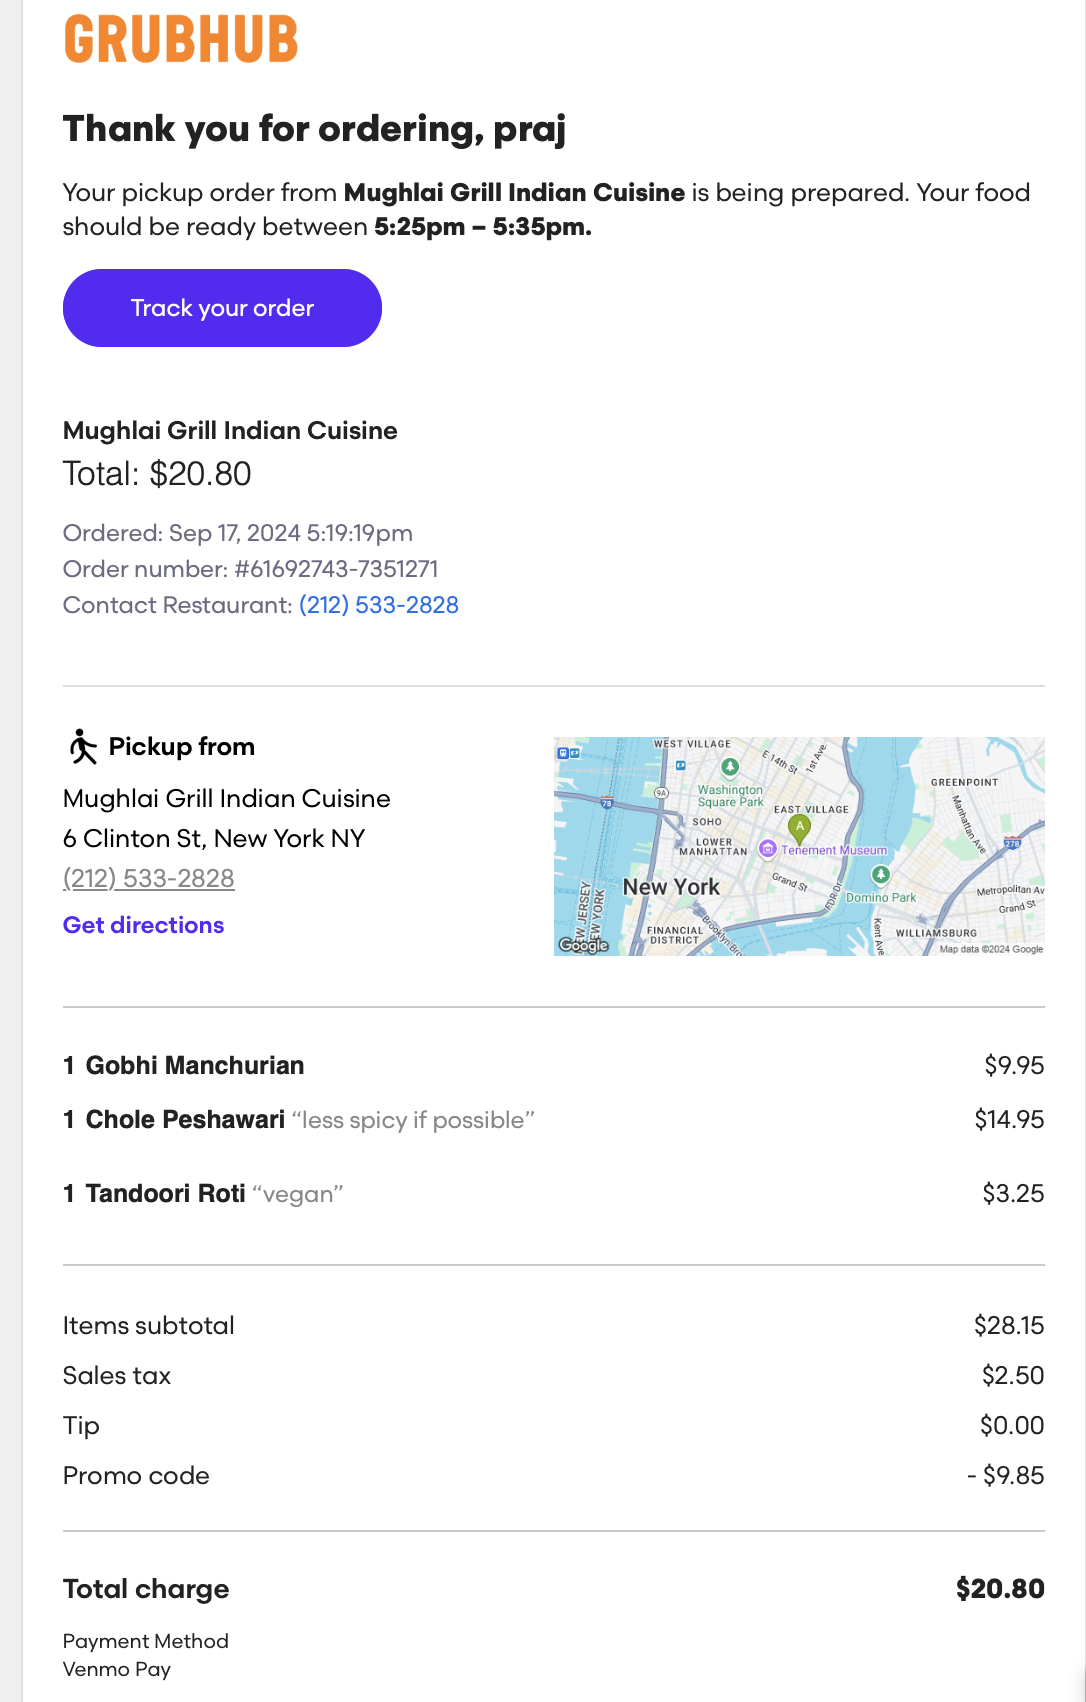 GRUBHUB
Thank you for ordering, praj
Your pickup order from Mughlai Grill Indian Cuisine is being prepared. Your food
should be ready between 5:25pm – 5:35pm.
Track your order
Mughlai Grill Indian Cuisine
Total: $20.80
Ordered: Sep 17, 2024 5:19:19pm
Order number: #61692743-7351271
Contact Restaurant: (212) 533-2828
Pickup from
Mughlai Grill Indian Cuisine
6 Clinton St, New York NY
(212) 533-2828
Get directions
WEST VILLAGE
E 14th St
1st Ave
GREENPOINT
Washington
Square Park
9A
78
EAST VILLAGE
Manhattan Ave
SOHO
A
278
LOWER
MANHATTAN
Tenement Museum
New York
Grand St
FDR Dr
Domino Park
Metropolitan Av
Grand St
NEW JERSEY
NEW YORK
FINANCIAL
DISTRICT
Brooklyn Bro
Kent Ave
WILLIAMSBURG
Google
Map data ©2024 Google
1 Gobhi Manchurian $9.95
1 Chole Peshawari “less spicy if possible” $14.95
1 Tandoori Roti “vegan” $3.25
Items subtotal $28.15
Sales tax $2.50
Tip $0.00
Promo code - $9.85
Total charge $20.80
Payment Method
Venmo Pay